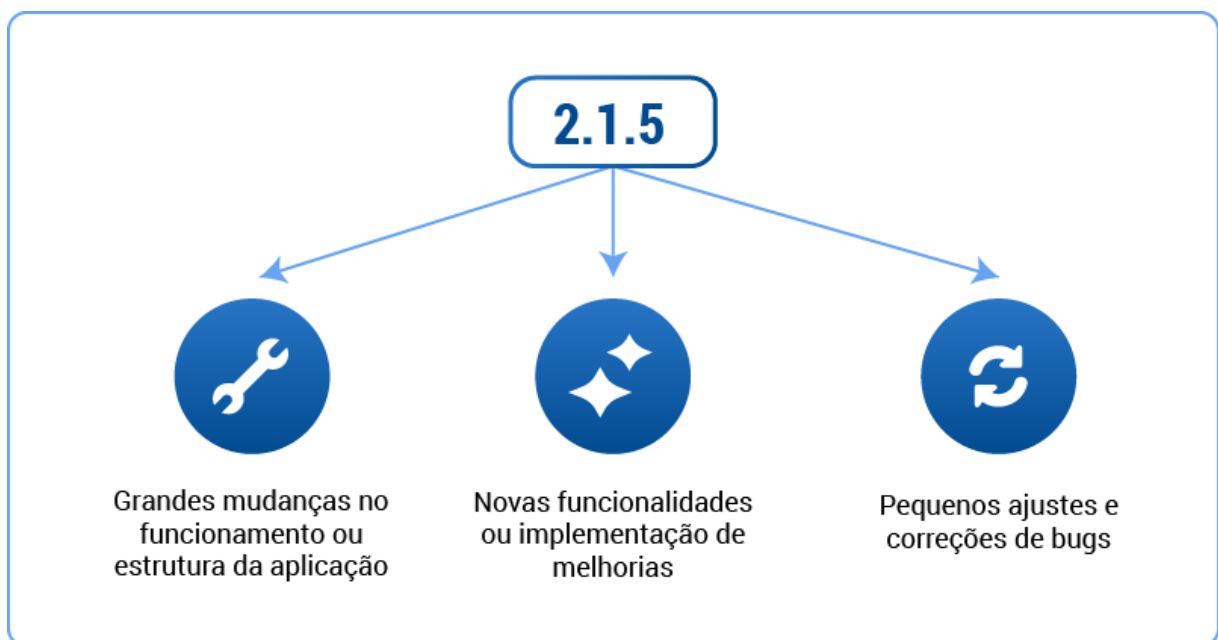 2.1.5
Grandes mudanças no
funcionamento ou
estrutura da aplicação
Novas funcionalidades
ou implementação de
melhorias
Pequenos ajustes e
correções de bugs